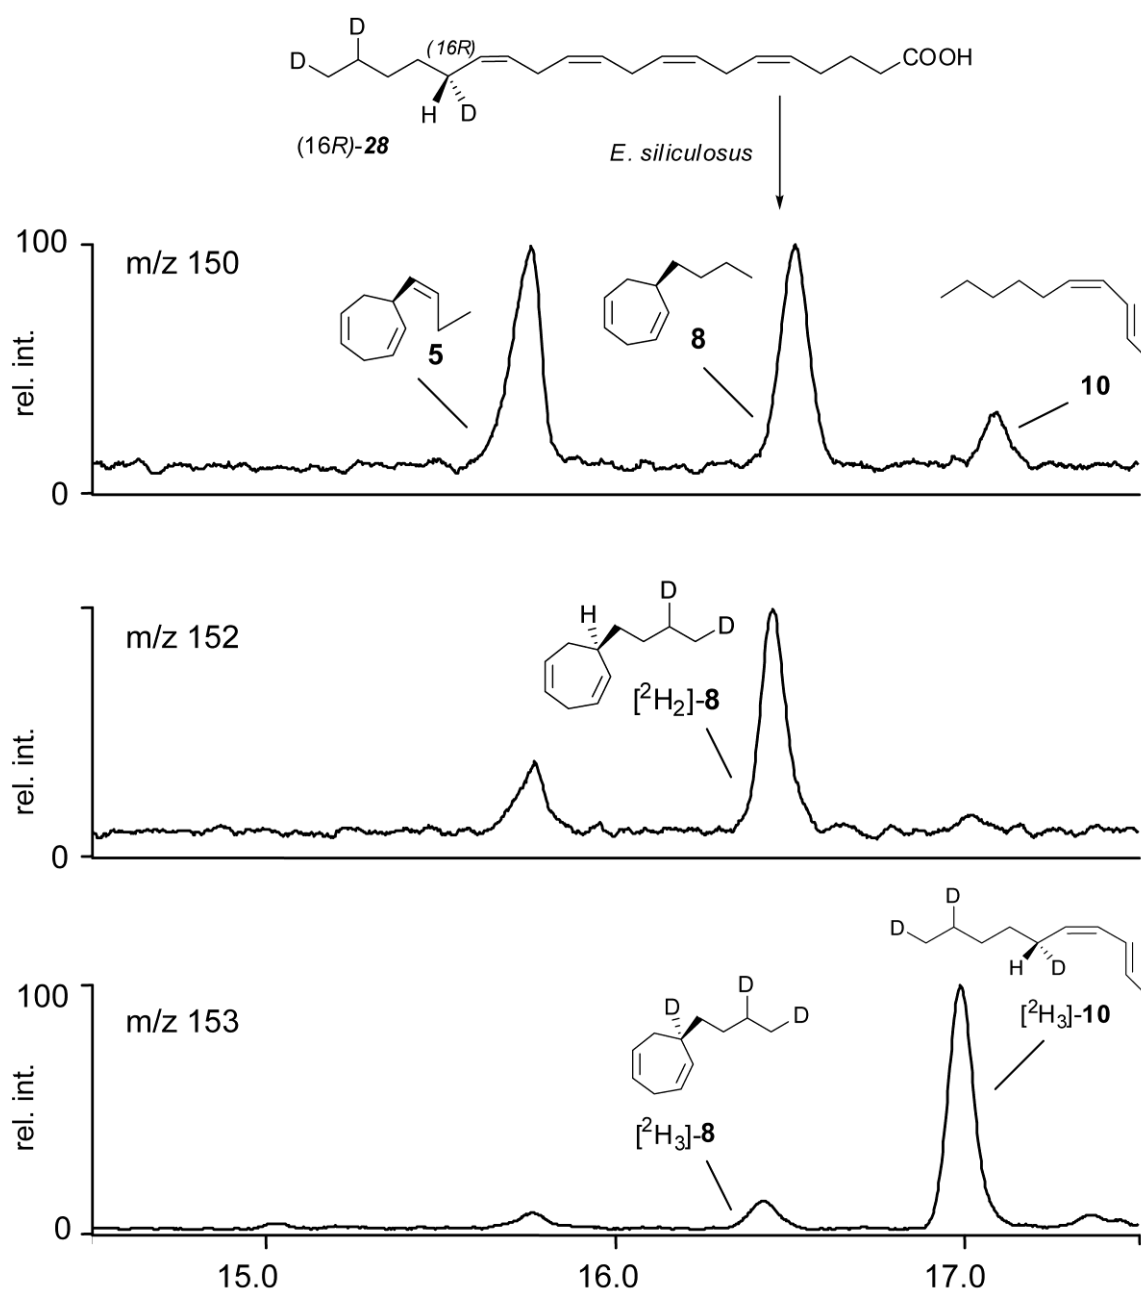 D
D
(16R)
COOH
H
D
(16R)-28
E. siliculosus
100
m/z 150
5
8
10
rel. int.
0
m/z 152
H
D
D
[²H₂]-8
rel. int.
0
D
D
H
D
[²H₃]-10
100
m/z 153
D
D
D
[²H₃]-8
rel. int.
0
15.0 16.0 17.0